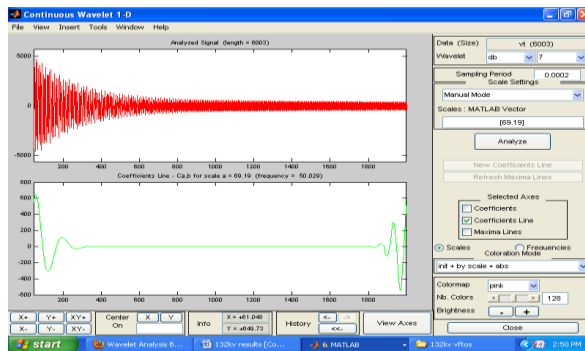 Continuous Wavelet 1-D
File View Insert Tools Window Help
Analyzed Signal (length = 6003)
5000
0
-5000
200 400 600 800 1000 1200 1400 1600 1800
Coefficients Line - Ca,b for scale a = 69.19 (frequency = 50.029)
800
600
400
200
0
-200
-400
-600
200 400 600 800 1000 1200 1400 1600 1800
Data (Size) vt (6003)
Wavelet db 7
Sampling Period 0.0002
Scale Settings
Manual Mode
Scales : MATLAB Vector
[69.19]
Analyze
New Coefficients Line
Refresh Maxima Lines
Selected Axes
Coefficients
Coefficients Line
Maxima Lines
Scales Frequencies
Coloration Mode
init + by scale + abs
Colormap pink
Nb. Colors 128
Brightness - +
Close
X+ Y+ XY+
X- Y- XY-
Center On X Y
Info X = +61.048
Y = +649.73
History <- ->
<<-
View Axes
start Wavelet Analysis B... 132kv results [Co... 6 MATLAB 132kv vftos 2:50 PM